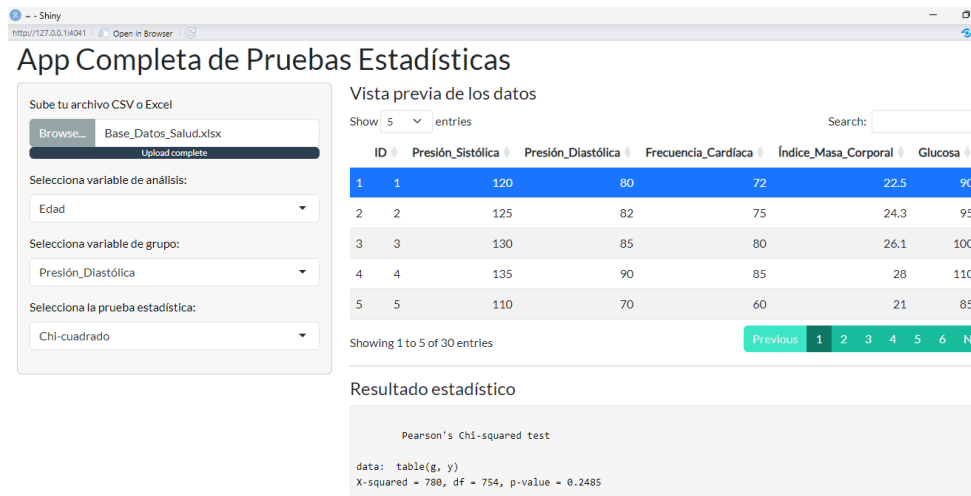 R ~ - Shiny
http://127.0.0.1:4041 Open in Browser
App Completa de Pruebas Estadísticas
Sube tu archivo CSV o Excel
Browse... Base_Datos_Salud.xlsx
Upload complete
Selecciona variable de análisis:
Edad
Selecciona variable de grupo:
Presión_Diastólica
Selecciona la prueba estadística:
Chi-cuadrado
Vista previa de los datos
Show 5 entries Search:
ID Presión_Sistólica Presión_Diastólica Frecuencia_Cardíaca Índice_Masa_Corporal Glucosa
1 1 120 80 72 22.5 90
2 2 125 82 75 24.3 95
3 3 130 85 80 26.1 100
4 4 135 90 85 28 110
5 5 110 70 60 21 85
Showing 1 to 5 of 30 entries Previous 1 2 3 4 5 6 N
Resultado estadístico
Pearson's Chi-squared test
data: table(g, y)
X-squared = 780, df = 754, p-value = 0.2485